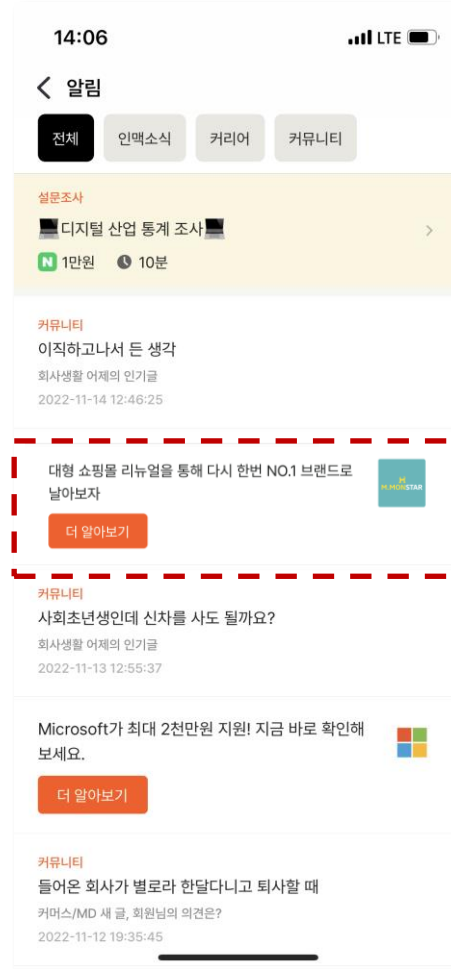 14:06
LTE
알림
전체 인맥소식 커리어 커뮤니티
설문조사
디지털 산업 통계 조사
N 1만원 10분
커뮤니티
이직하고나서 든 생각
회사생활 어제의 인기글
2022-11-14 12:46:25
대형 쇼핑몰 리뉴얼을 통해 다시 한번 NO.1 브랜드로
날아보자
M
M.MONSTAR
더 알아보기
커뮤니티
사회초년생인데 신차를 사도 될까요?
회사생활 어제의 인기글
2022-11-13 12:55:37
Microsoft가 최대 2천만원 지원! 지금 바로 확인해
보세요.
더 알아보기
커뮤니티
들어온 회사가 별로라 한달다니고 퇴사할 때
커머스/MD 새 글, 회원님의 의견은?
2022-11-12 19:35:45